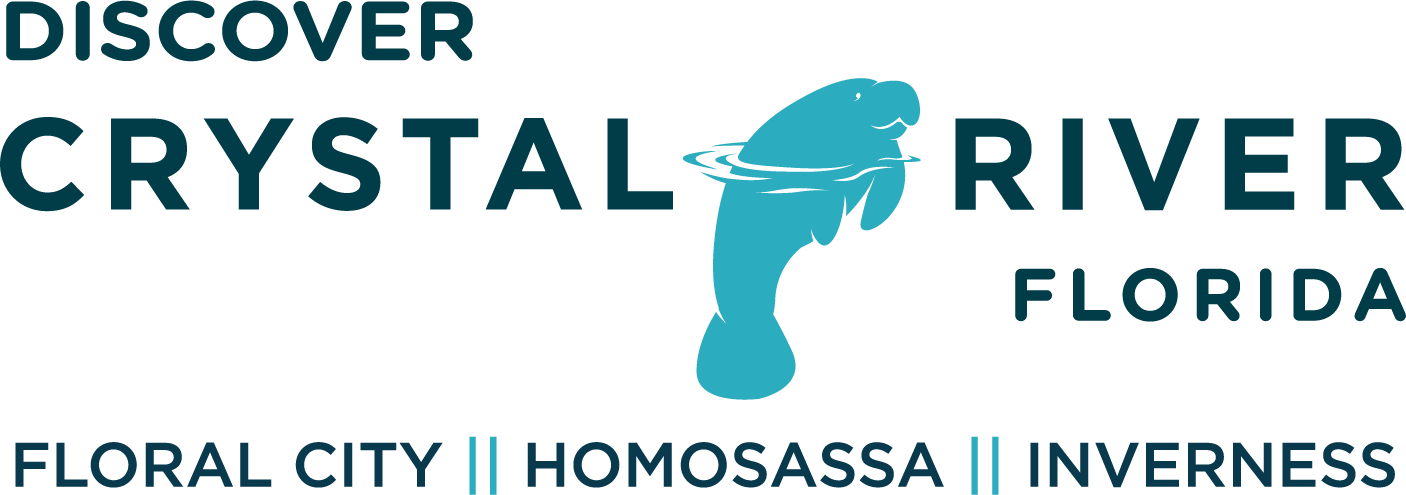 DISCOVER
CRYSTAL RIVER
FLORIDA
FLORAL CITY || HOMOSASSA || INVERNESS